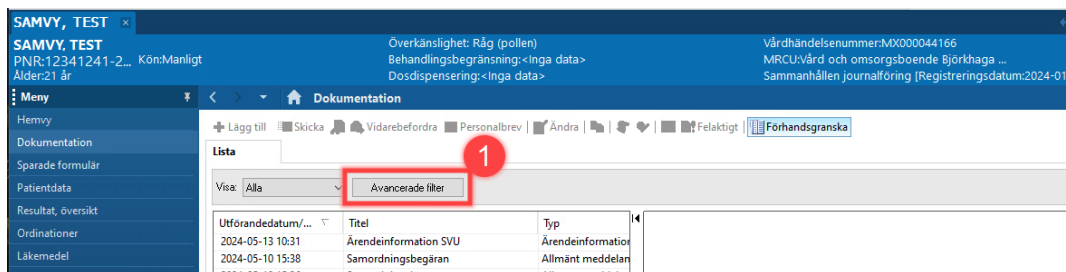 SAMVY, TEST ×
SAMVY, TEST
PNR:12341241-2... Kön:Manligt
Ålder:21 år
Överkänslighet: Råg (pollen)
Behandlingsbegränsning:<Inga data>
Dosdispensering:<Inga data>
Vårdhändelsenummer:MX000044166
MRCU:Vård och omsorgsboende Björkhaga ...
Sammanhållen journalföring [Registreringsdatum:2024-01
Meny
Hemvy
Dokumentation
Sparade formulär
Patientdata
Resultat, översikt
Ordinationer
Läkemedel
Dokumentation
Lägg till Skicka Vidarebefordra Personalbrev | Ändra | | | Felaktigt | Förhandsgranska
Lista
1
Visa: Alla Avancerade filter
Utförandedatum/... Titel Typ
2024-05-13 10:31 Ärendeinformation SVU Ärendeinformation
2024-05-10 15:38 Samordningsbegäran Allmänt meddelan